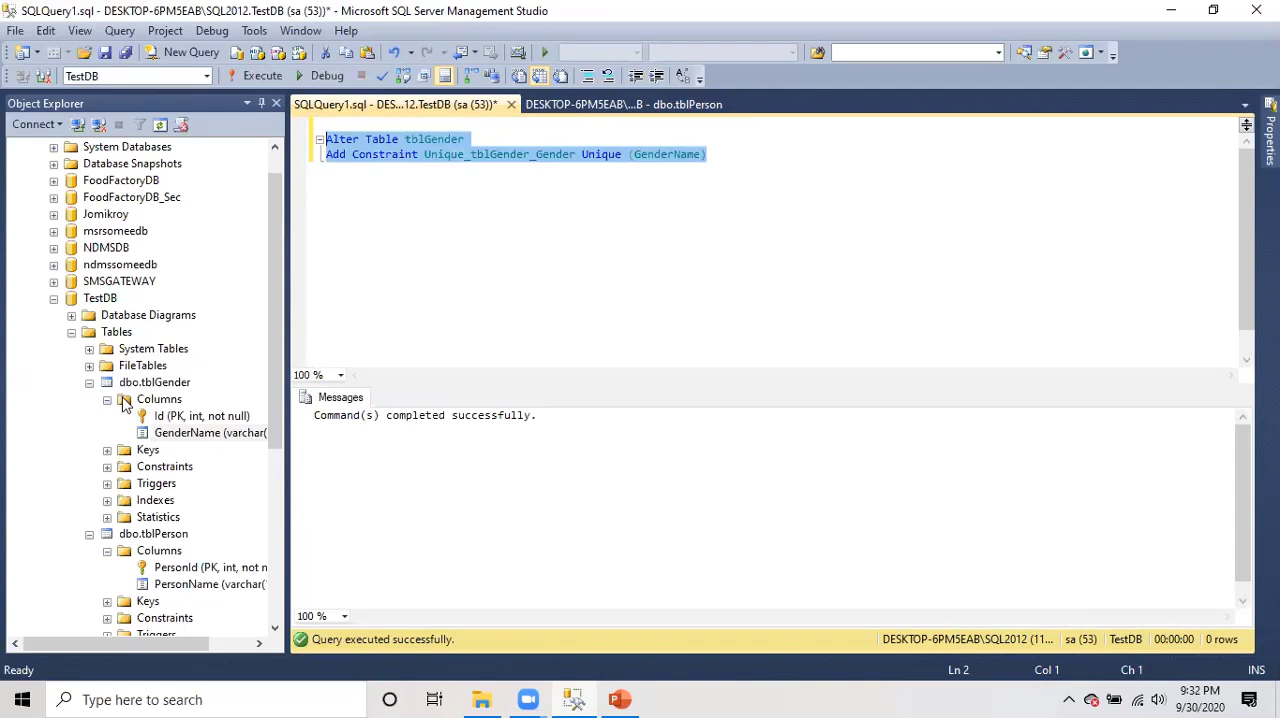 SQLQuery1.sql - DESKTOP-6PM5EAB\SQL2012.TestDB (sa (53))* - Microsoft SQL Server Management Studio
File Edit View Query Project Debug Tools Window Help
New Query
TestDB Execute Debug
Object Explorer
Connect
System Databases
Database Snapshots
FoodFactoryDB
FoodFactoryDB_Sec
Jomikroy
msrsomeedb
NDMSDB
ndmssomeedb
SMSGATEWAY
TestDB
Database Diagrams
Tables
System Tables
FileTables
dbo.tblGender
Columns
Id (PK, int, not null)
GenderName (varchar(
Keys
Constraints
Triggers
Indexes
Statistics
dbo.tblPerson
Columns
PersonId (PK, int, not n
PersonName (varchar(
Keys
Constraints
Triggers
SQLQuery1.sql - DES...12.TestDB (sa (53))* DESKTOP-6PM5EAB\...B - dbo.tblPerson
Alter Table tblGender
Add Constraint Unique_tblGender_Gender Unique (GenderName)
100 %
Messages
Command(s) completed successfully.
100 %
Query executed successfully. DESKTOP-6PM5EAB\SQL2012 (11... sa (53) TestDB 00:00:00 0 rows
Properties
Ready Ln 2 Col 1 Ch 1 INS
Type here to search
9:32 PM
9/30/2020